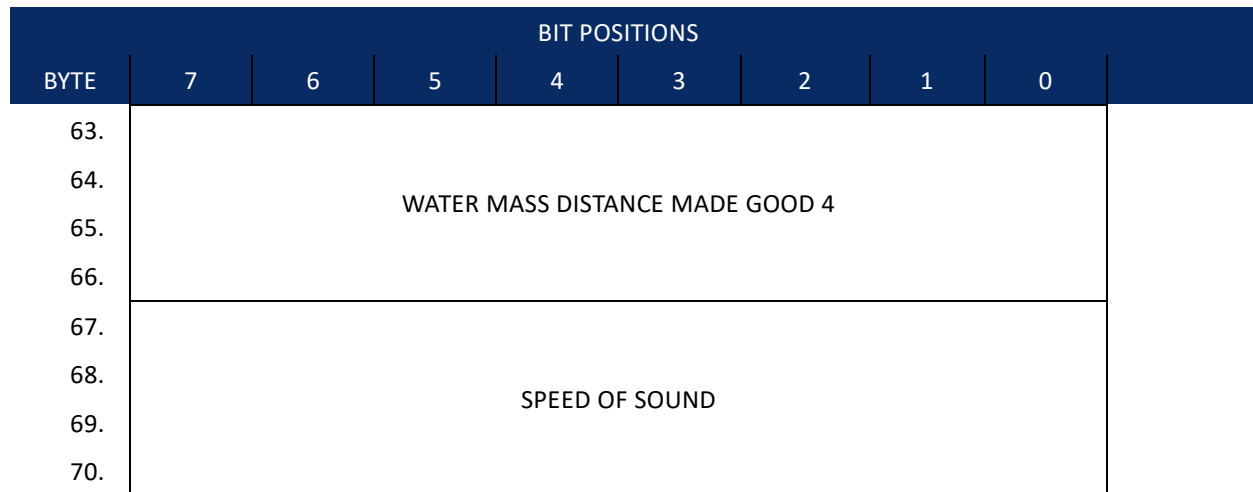 BIT POSITIONS
BYTE 7 6 5 4 3 2 1 0
63.
64.
WATER MASS DISTANCE MADE GOOD 4
65.
66.
67.
68.
SPEED OF SOUND
69.
70.